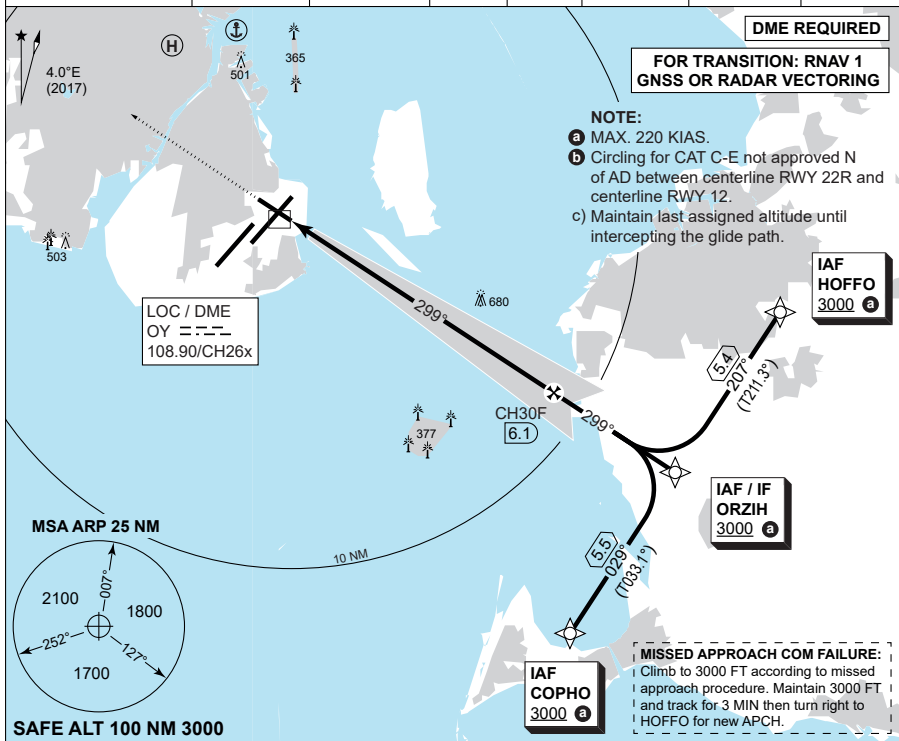 DME REQUIRED
FOR TRANSITION: RNAV 1
GNSS OR RADAR VECTORING
4.0°E
(2017)
H
501
365
NOTE:
a MAX. 220 KIAS.
b Circling for CAT C-E not approved N
of AD between centerline RWY 22R and
centerline RWY 12.
c) Maintain last assigned altitude until
intercepting the glide path.
503
IAF
HOFFO
3000 a
LOC / DME
OY
108.90/CH26x
680
299°
5.4
207°
(T211.3°)
CH30F
6.1
299°
377
IAF / IF
ORZIH
3000 a
MSA ARP 25 NM
10 NM
5.5
029°
(T033.1°)
007°
2100
1800
252°
127°
1700
IAF
COPHO
3000 a
MISSED APPROACH COM FAILURE:
Climb to 3000 FT according to missed
approach procedure. Maintain 3000 FT
and track for 3 MIN then turn right to
HOFFO for new APCH.
SAFE ALT 100 NM 3000